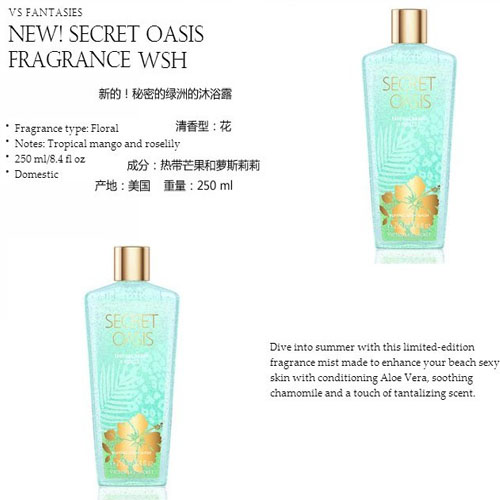 VS FANTASIES
NEW! SECRET OASIS
FRAGRANCE WSH
新的！秘密的绿洲的沐浴露
• Fragrance type: Floral
清香型：花
• Notes: Tropical mango and roselily
• 250 ml/8.4 fl oz
成分：热带芒果和萝斯莉莉
• Domestic
产地：美国 重量：250 ml
SECRET
OASIS
SECRET
OASIS
Dive into summer with this limited-edition
fragrance mist made to enhance your beach sexy
skin with conditioning Aloe Vera, soothing
chamomile and a touch of tantalizing scent.